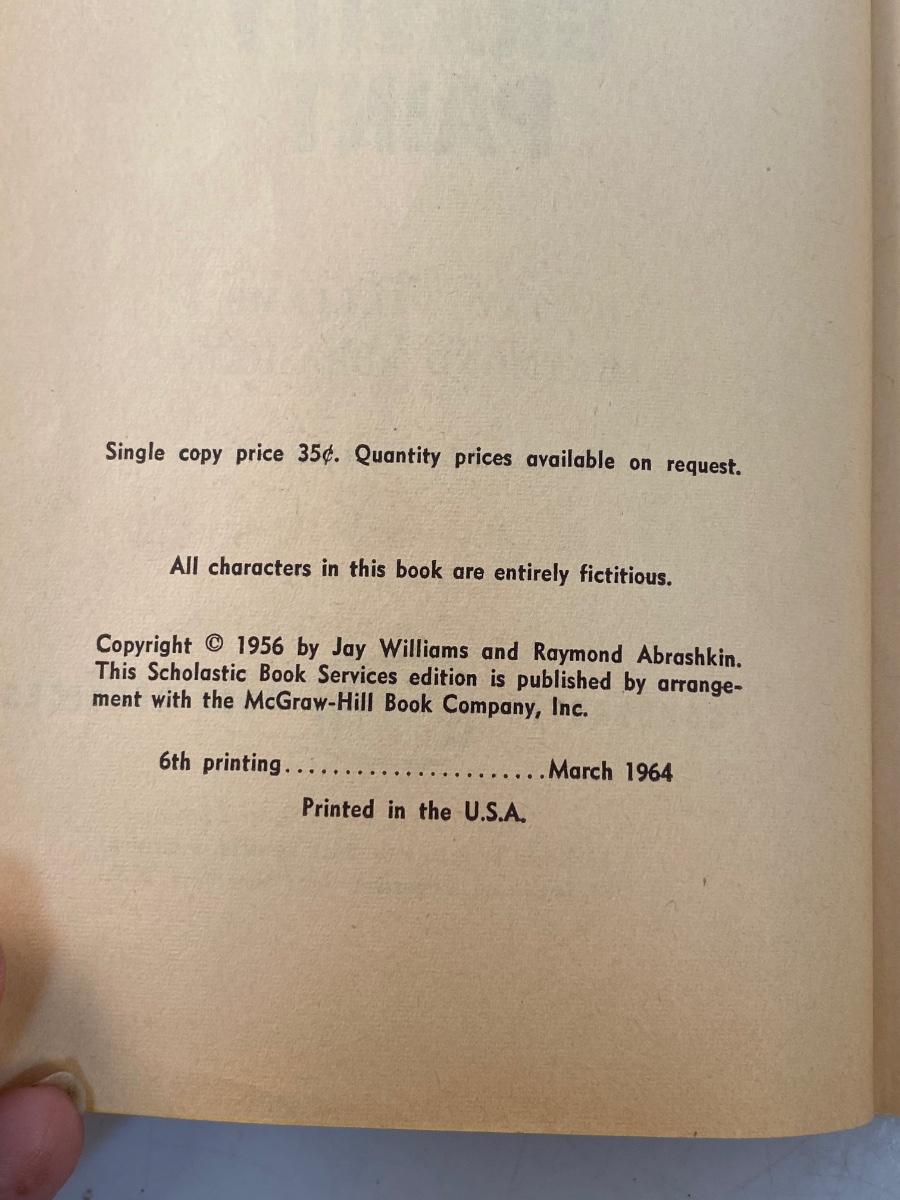 Single copy price 35¢. Quantity prices available on request.
All characters in this book are entirely fictitious.
Copyright © 1956 by Jay Williams and Raymond Abrashkin.
This Scholastic Book Services edition is published by arrange-
ment with the McGraw-Hill Book Company, Inc.
6th printing......................March 1964
Printed in the U.S.A.